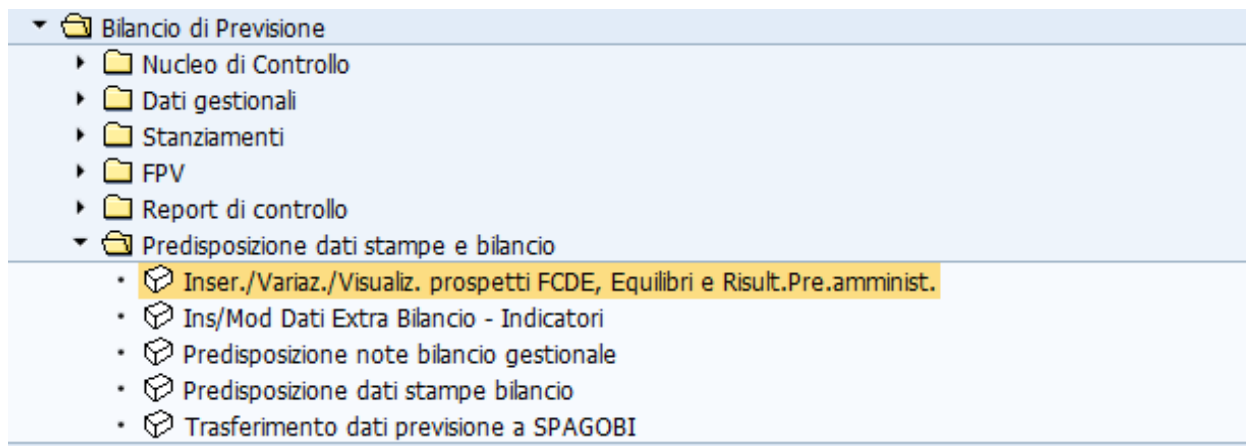 Bilancio di Previsione
Nucleo di Controllo
Dati gestionali
Stanziamenti
FPV
Report di controllo
Predisposizione dati stampe e bilancio
Inser./Variaz./Visualiz. prospetti FCDE, Equilibri e Risult.Pre.amminist.
Ins/Mod Dati Extra Bilancio - Indicatori
Predisposizione note bilancio gestionale
Predisposizione dati stampe bilancio
Trasferimento dati previsione a SPAGOBI